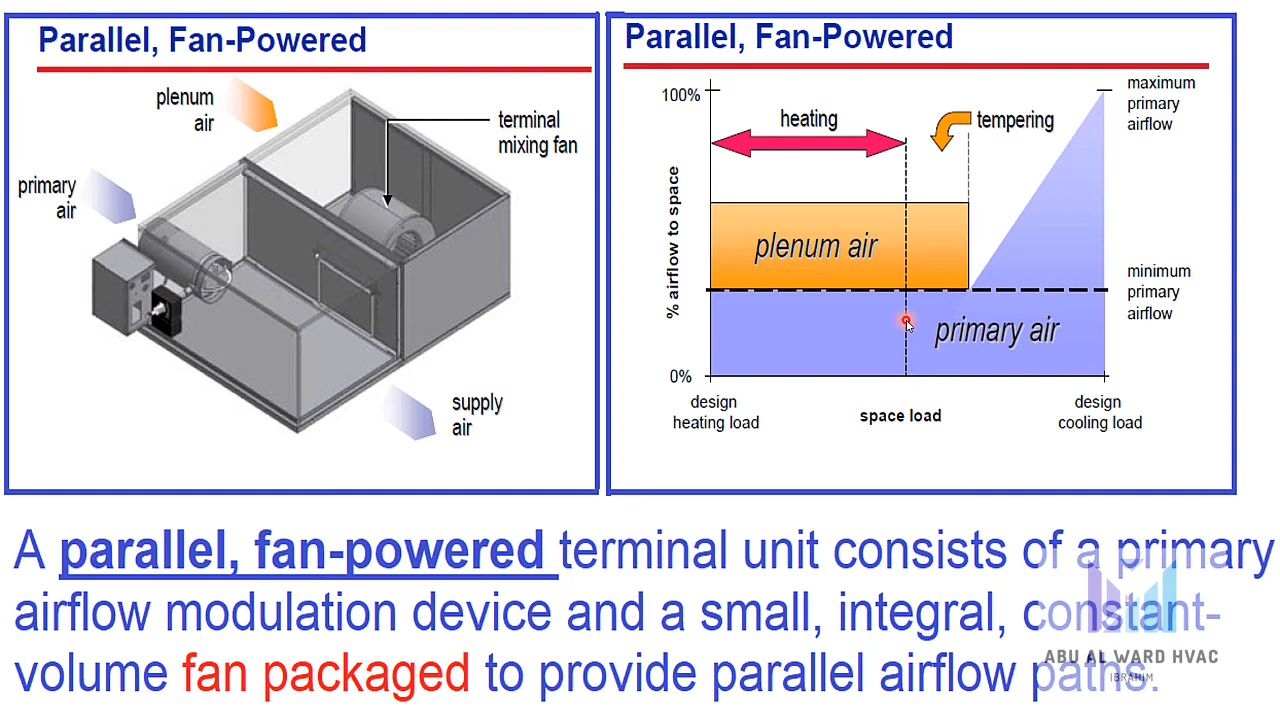 Parallel, Fan-Powered
plenum
air
terminal
mixing fan
primary
air
supply
air
Parallel, Fan-Powered
100%
heating
tempering
maximum
primary
airflow
% airflow to space
plenum air
minimum
primary
airflow
primary air
0%
design
heating load
space load
design
cooling load
A parallel, fan-powered terminal unit consists of a primary
airflow modulation device and a small, integral, constant-
volume fan packaged to provide parallel airflow paths.
ABU AL WARD HVAC
IBRAHIM